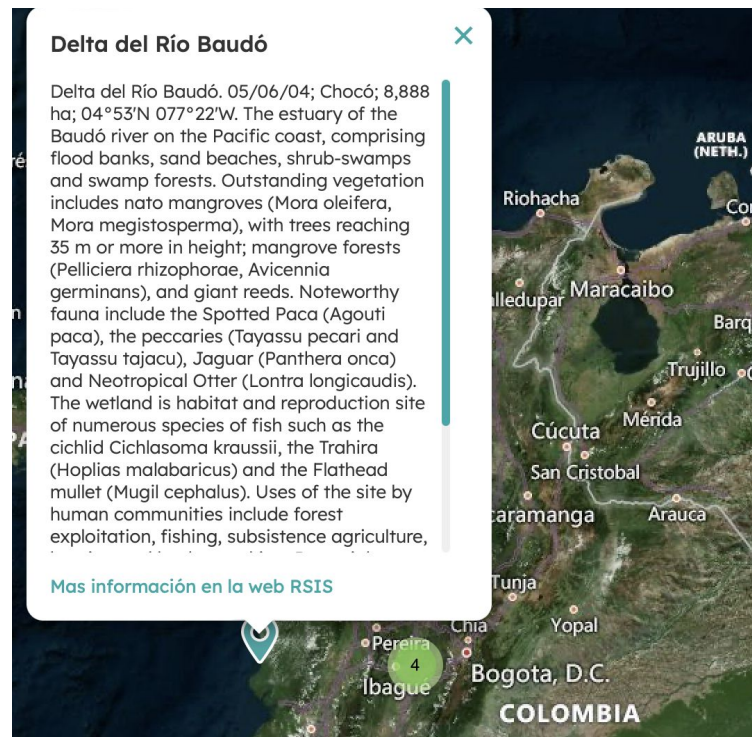 Delta del Río Baudó
Delta del Río Baudó. 05/06/04; Chocó; 8,888
ha; 04°53'N 077°22'W. The estuary of the
Baudó river on the Pacific coast, comprising
flood banks, sand beaches, shrub-swamps
and swamp forests. Outstanding vegetation
includes nato mangroves (Mora oleifera,
Mora megistosperma), with trees reaching
35 m or more in height; mangrove forests
(Pelliciera rhizophorae, Avicennia
germinans), and giant reeds. Noteworthy
fauna include the Spotted Paca (Agouti
paca), the peccaries (Tayassu pecari and
Tayassu tajacu), Jaguar (Panthera onca)
and Neotropical Otter (Lontra longicaudis).
The wetland is habitat and reproduction site
of numerous species of fish such as the
cichlid Cichlasoma kraussii, the Trahira
(Hoplias malabaricus) and the Flathead
mullet (Mugil cephalus). Uses of the site by
human communities include forest
exploitation, fishing, subsistence agriculture,
Mas información en la web RSIS
ARUBA
(NETH.)
Riohacha
Co
Maracaibo
lledupar
Barq
Trujillo
Mérida
Cúcuta
San Cristobal
caramanga
Arauca
Tunja
Chia
Yopal
Pereira
4
Ibague
Bogota, D.C.
COLOMBIA